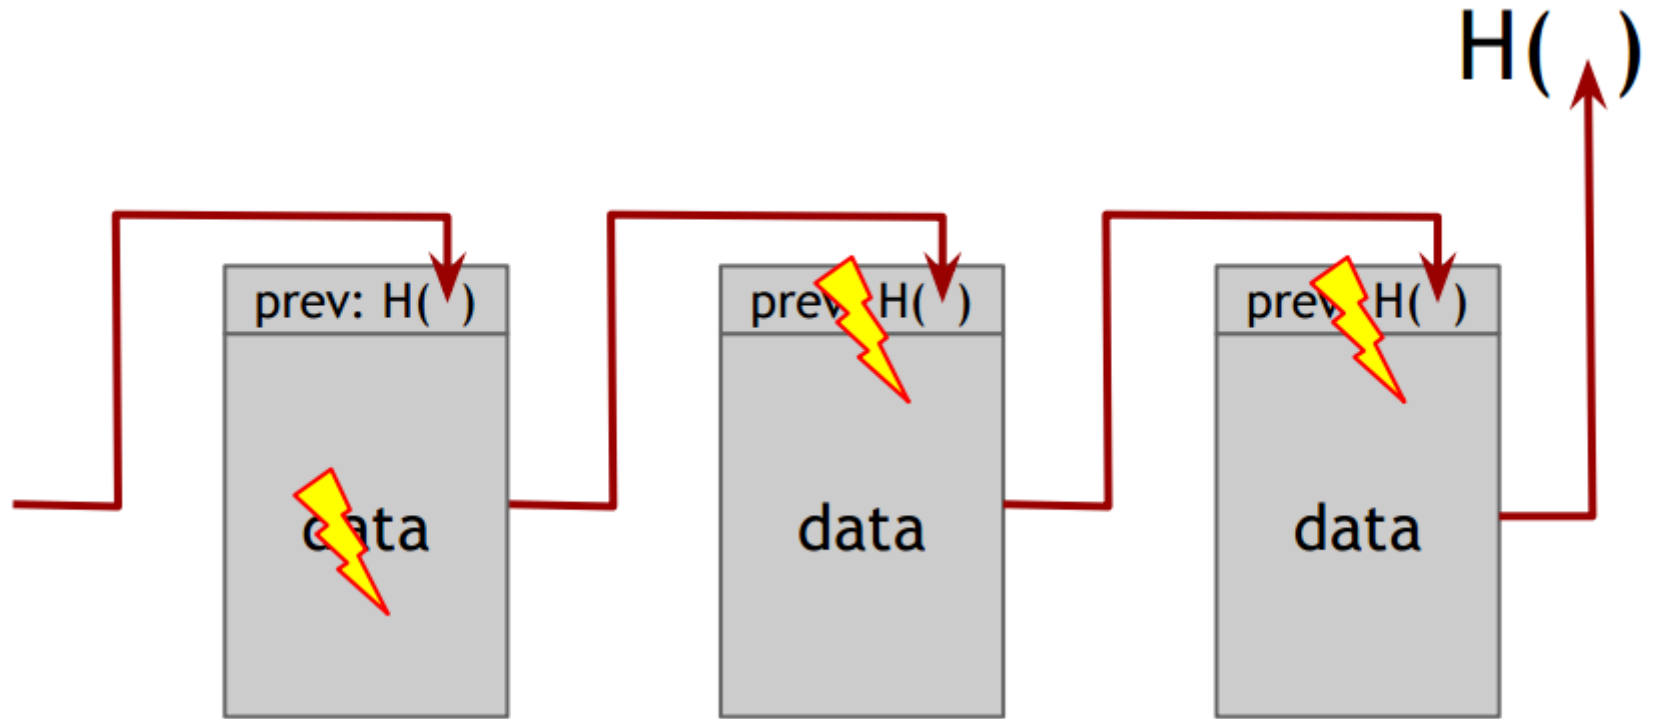 H( )
prev: H( )
prev H( )
prev H( )
data
data
data